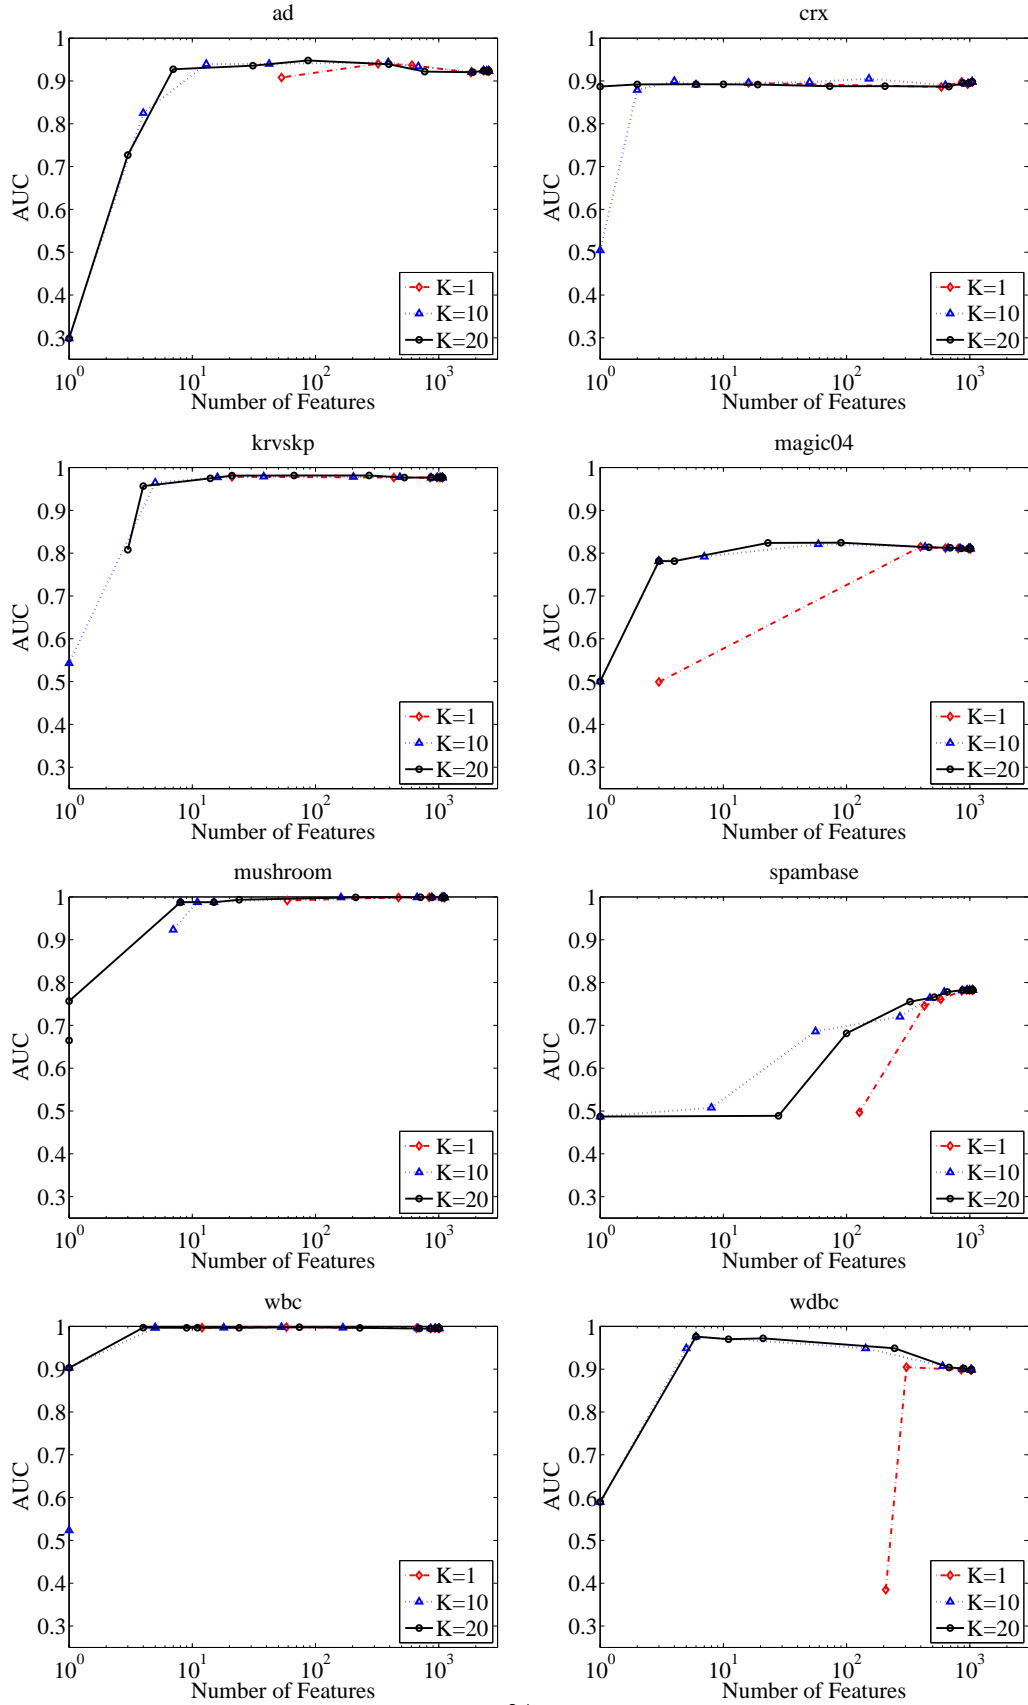 ad
1
0.9
0.8
0.7
0.6
0.5
0.4
0.3
AUC
10^0 10^1 10^2 10^3
Number of Features
K=1
K=10
K=20
crx
1
0.9
0.8
0.7
0.6
0.5
0.4
0.3
AUC
10^0 10^1 10^2 10^3
Number of Features
K=1
K=10
K=20
krvskp
1
0.9
0.8
0.7
0.6
0.5
0.4
0.3
AUC
10^0 10^1 10^2 10^3
Number of Features
K=1
K=10
K=20
magic04
1
0.9
0.8
0.7
0.6
0.5
0.4
0.3
AUC
10^0 10^1 10^2 10^3
Number of Features
K=1
K=10
K=20
mushroom
1
0.9
0.8
0.7
0.6
0.5
0.4
0.3
AUC
10^0 10^1 10^2 10^3
Number of Features
K=1
K=10
K=20
spambase
1
0.9
0.8
0.7
0.6
0.5
0.4
0.3
AUC
10^0 10^1 10^2 10^3
Number of Features
K=1
K=10
K=20
wbc
1
0.9
0.8
0.7
0.6
0.5
0.4
0.3
AUC
10^0 10^1 10^2 10^3
Number of Features
K=1
K=10
K=20
wdbc
1
0.9
0.8
0.7
0.6
0.5
0.4
0.3
AUC
10^0 10^1 10^2 10^3
Number of Features
K=1
K=10
K=20